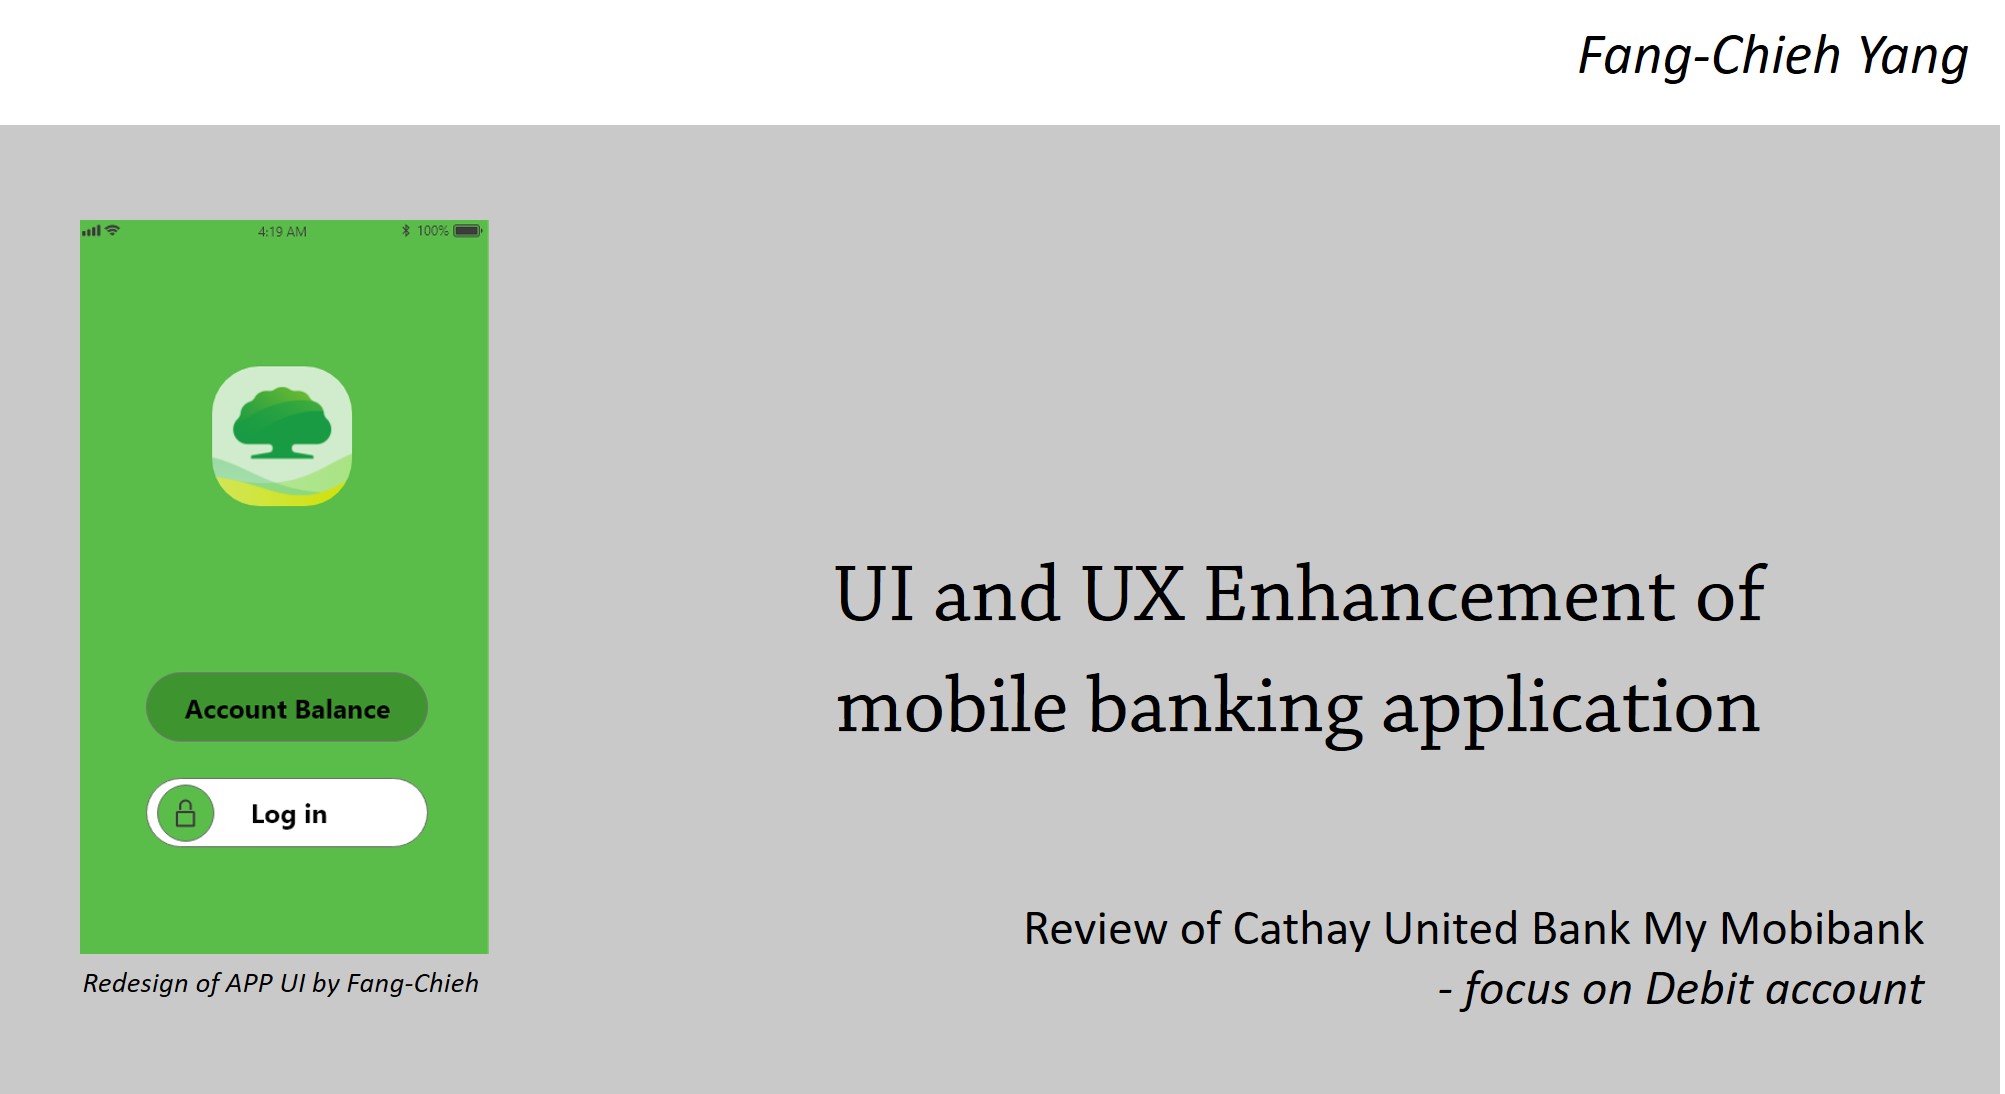 Fang-Chieh Yang
4:19 AM
100%
Account Balance
Log in
Redesign of APP UI by Fang-Chieh
UI and UX Enhancement of
mobile banking application
Review of Cathay United Bank My Mobibank
- focus on Debit account